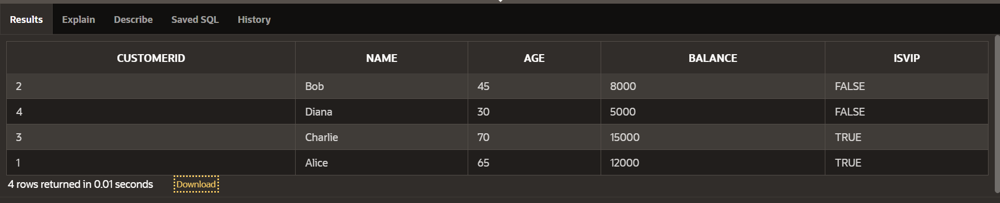 Results Explain Describe Saved SQL History
CUSTOMERID NAME AGE BALANCE ISVIP
2 Bob 45 8000 FALSE
4 Diana 30 5000 FALSE
3 Charlie 70 15000 TRUE
1 Alice 65 12000 TRUE
4 rows returned in 0.01 seconds Download